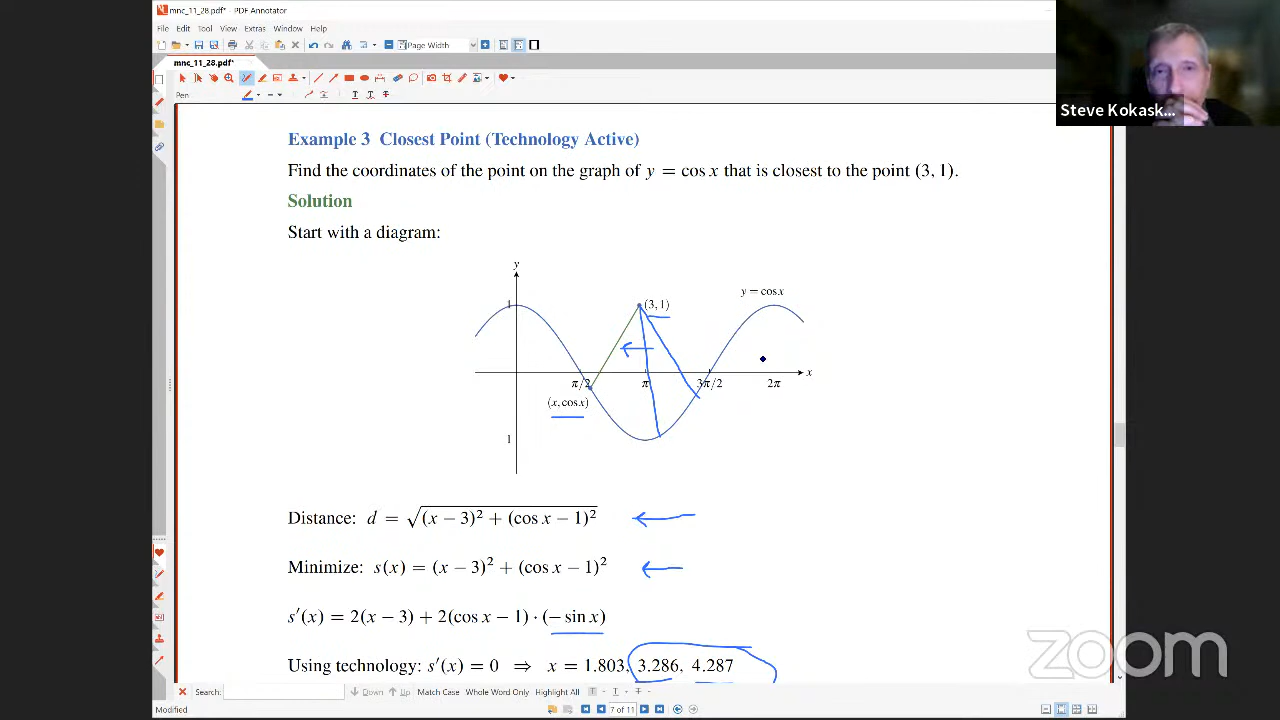 mnc_11_28.pdf* - PDF Annotator
File Edit Tool View Extras Window Help
Page Width
mnc_11_28.pdf*
Pen
Steve Kokask...
Example 3 Closest Point (Technology Active)
Find the coordinates of the point on the graph of y = cos x that is closest to the point (3, 1).
Solution
Start with a diagram:
y
y = cos x
1
(3, 1)
π/2
π
3π/2
2π
x
(x, cos x)
1
Distance: d = √(x − 3)² + (cos x − 1)²
Minimize: s(x) = (x − 3)² + (cos x − 1)²
s′(x) = 2(x − 3) + 2(cos x − 1) · (− sin x)
Using technology: s′(x) = 0 ⇒ x = 1.803, 3.286, 4.287
zoom
Search: Down Up Match Case Whole Word Only Highlight All
Modified
7 of 11